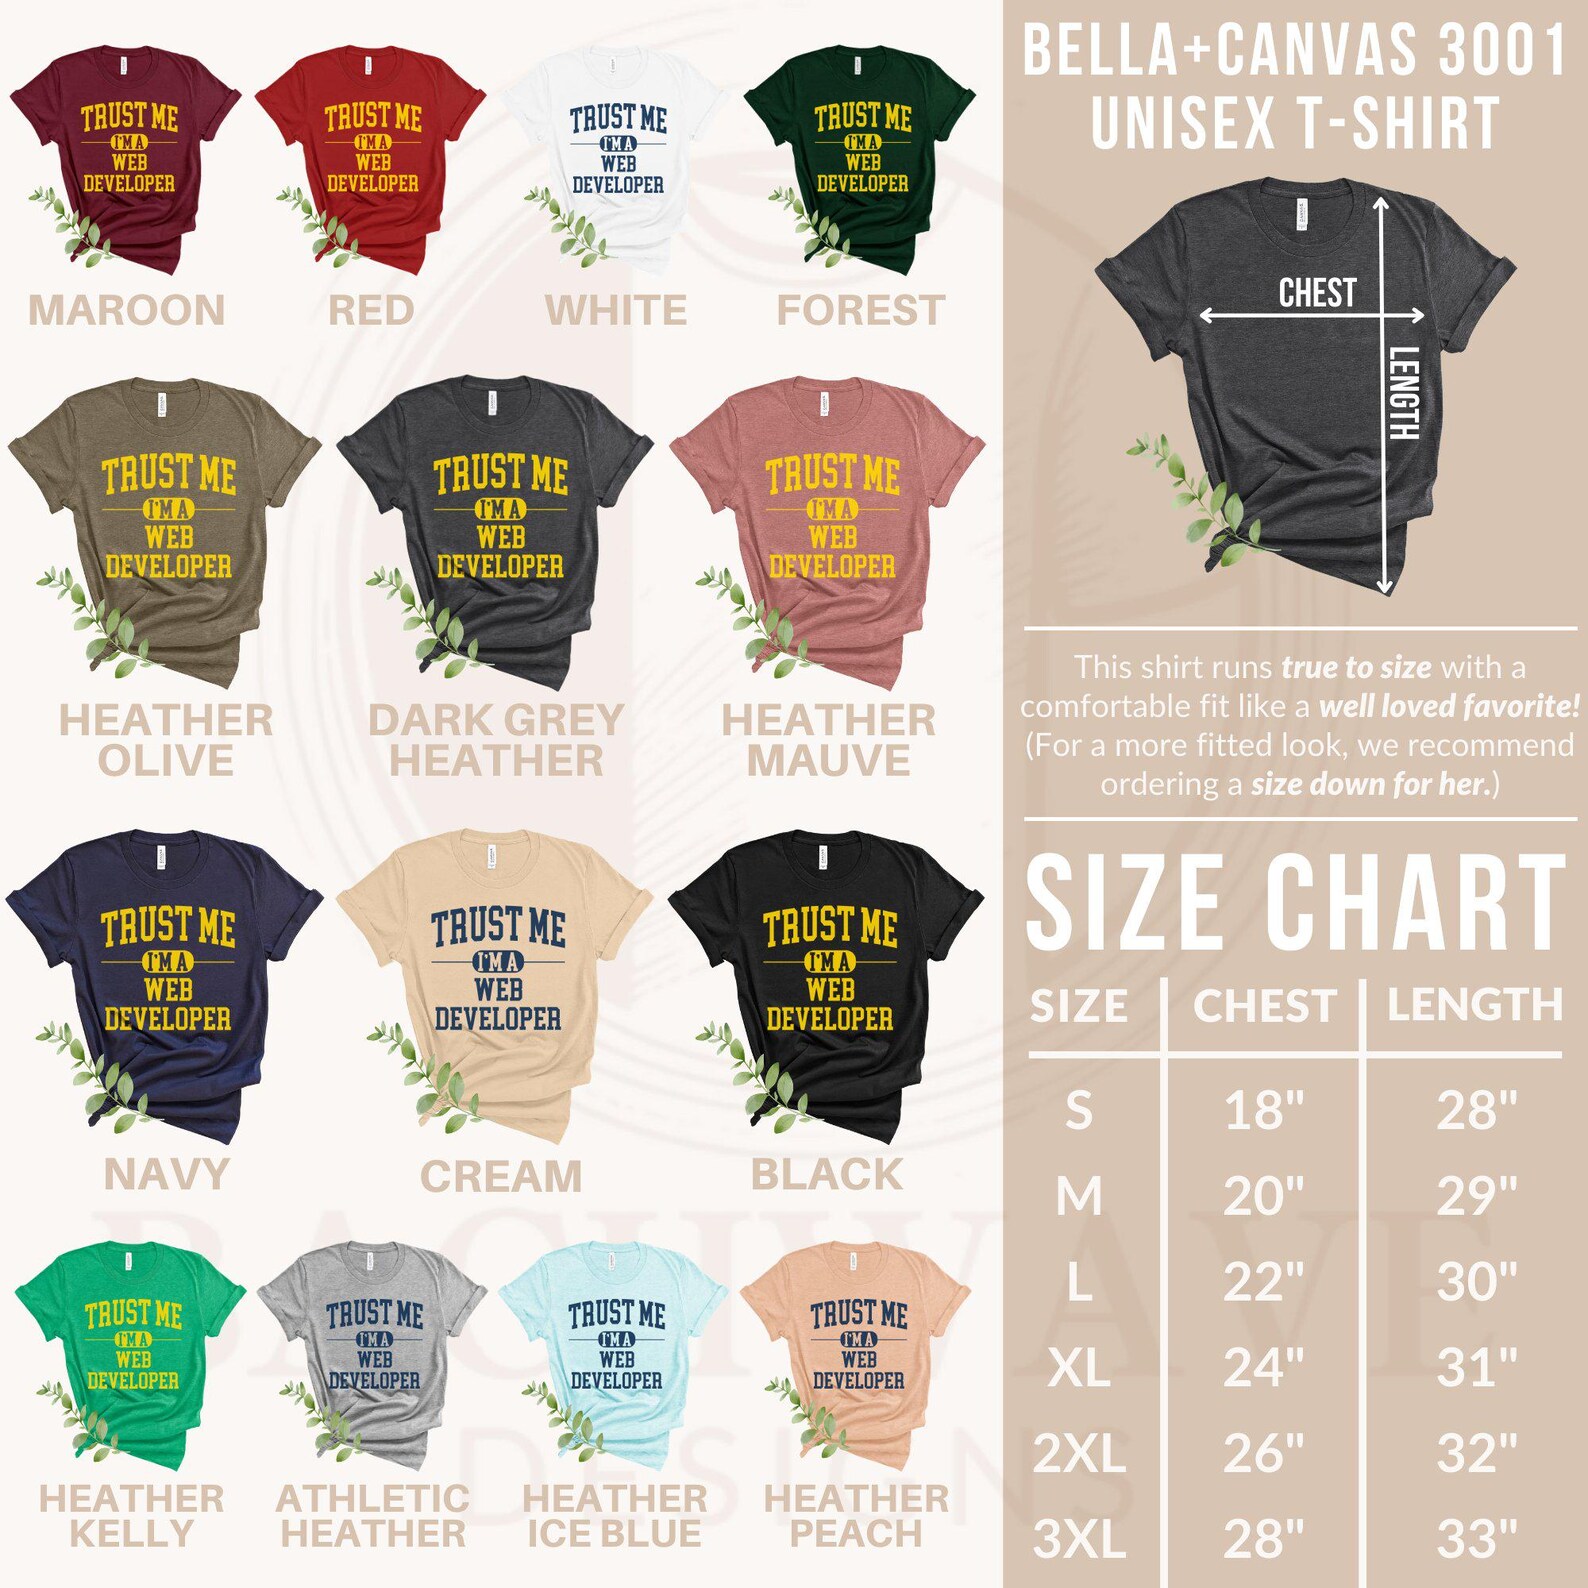 TRUST ME
I'M A
WEB
DEVELOPER
MAROON
TRUST ME
I'M A
WEB
DEVELOPER
RED
TRUST ME
I'M A
WEB
DEVELOPER
WHITE
TRUST ME
I'M A
WEB
DEVELOPER
FOREST
TRUST ME
I'M A
WEB
DEVELOPER
HEATHER
OLIVE
TRUST ME
I'M A
WEB
DEVELOPER
DARK GREY
HEATHER
TRUST ME
I'M A
WEB
DEVELOPER
HEATHER
MAUVE
TRUST ME
I'M A
WEB
DEVELOPER
NAVY
TRUST ME
I'M A
WEB
DEVELOPER
CREAM
TRUST ME
I'M A
WEB
DEVELOPER
BLACK
TRUST ME
I'M A
WEB
DEVELOPER
HEATHER
KELLY
TRUST ME
I'M A
WEB
DEVELOPER
ATHLETIC
HEATHER
TRUST ME
I'M A
WEB
DEVELOPER
HEATHER
ICE BLUE
TRUST ME
I'M A
WEB
DEVELOPER
HEATHER
PEACH
BACHWAVE
DESIGNS
BELLA+CANVAS 3001
UNISEX T-SHIRT
CHEST
LENGTH
This shirt runs true to size with a
comfortable fit like a well loved favorite!
(For a more fitted look, we recommend
ordering a size down for her.)
SIZE CHART
SIZE CHEST LENGTH
S 18" 28"
M 20" 29"
L 22" 30"
XL 24" 31"
2XL 26" 32"
3XL 28" 33"